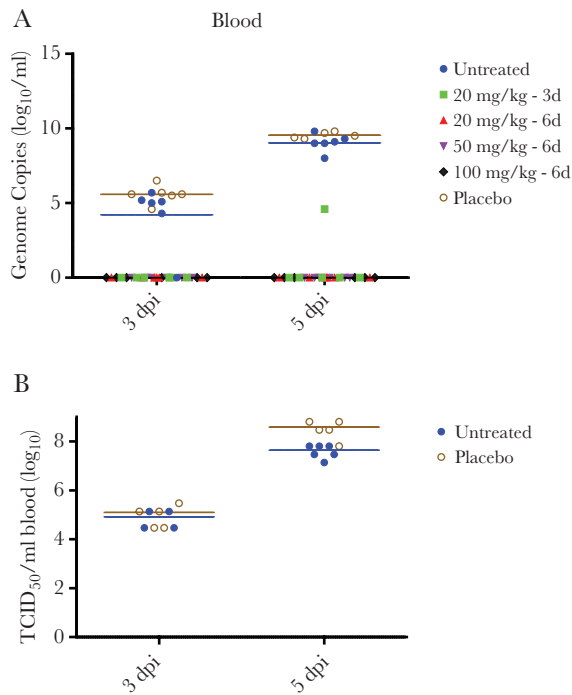 A
Blood
Genome Copies (log10/ml)
15
10
5
0
3 dpi
5 dpi
Untreated
20 mg/kg - 3d
20 mg/kg - 6d
50 mg/kg - 6d
100 mg/kg - 6d
Placebo
B
TCID50/ml blood (log10)
8
6
4
2
0
3 dpi
5 dpi
Untreated
Placebo